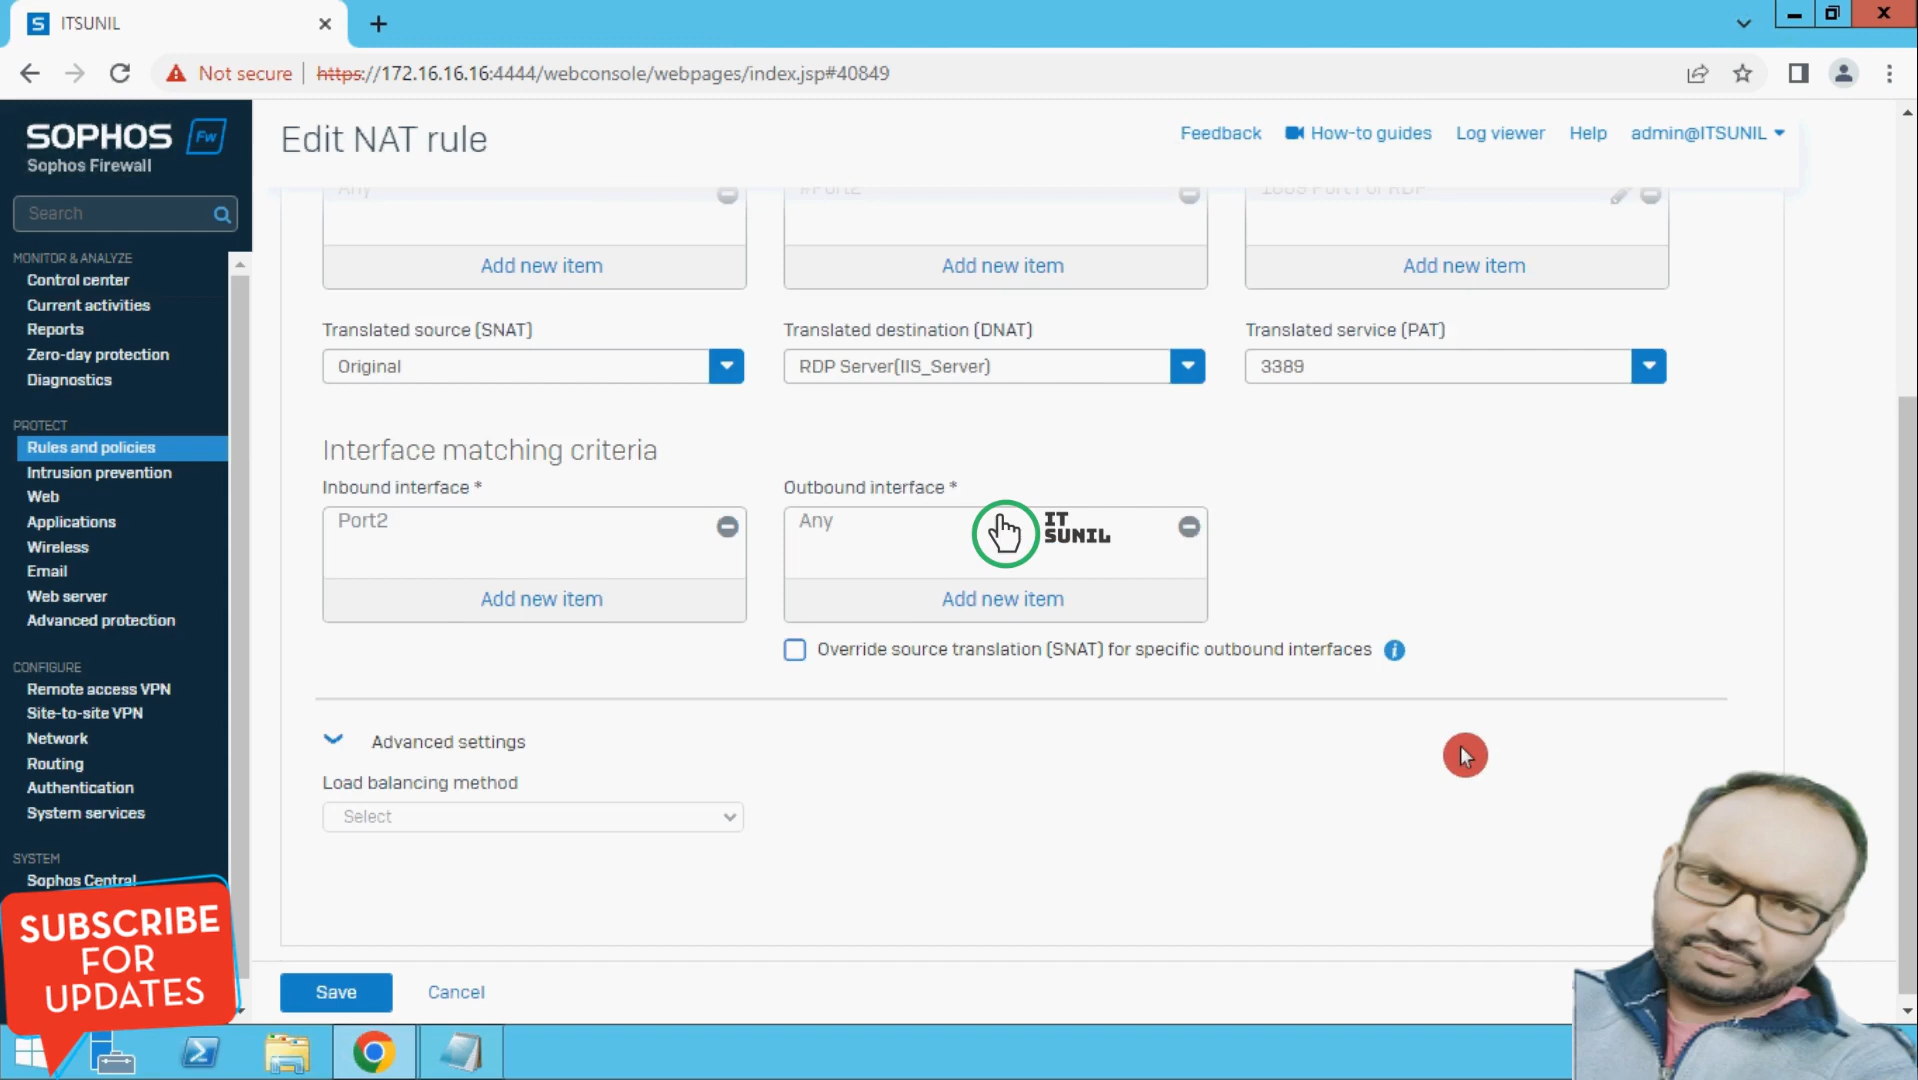 ITSUNIL
Not secure
https://172.16.16.16:4444/webconsole/webpages/index.jsp#40849
SOPHOS
Fw
Sophos Firewall
Search
MONITOR & ANALYZE
Control center
Current activities
Reports
Zero-day protection
Diagnostics
PROTECT
Rules and policies
Intrusion prevention
Web
Applications
Wireless
Email
Web server
Advanced protection
CONFIGURE
Remote access VPN
Site-to-site VPN
Network
Routing
Authentication
System services
SYSTEM
Sophos Central
SUBSCRIBE
FOR
UPDATES
Edit NAT rule
Feedback
How-to guides
Log viewer
Help
admin@ITSUNIL
Any
#Port2
Port For RDP
Add new item
Add new item
Add new item
Translated source (SNAT)
Translated destination (DNAT)
Translated service (PAT)
Original
RDP Server(IIS_Server)
3389
Interface matching criteria
Inbound interface *
Outbound interface *
Port2
Any
IT
SUNIL
Add new item
Add new item
Override source translation (SNAT) for specific outbound interfaces
Advanced settings
Load balancing method
Select
Save
Cancel